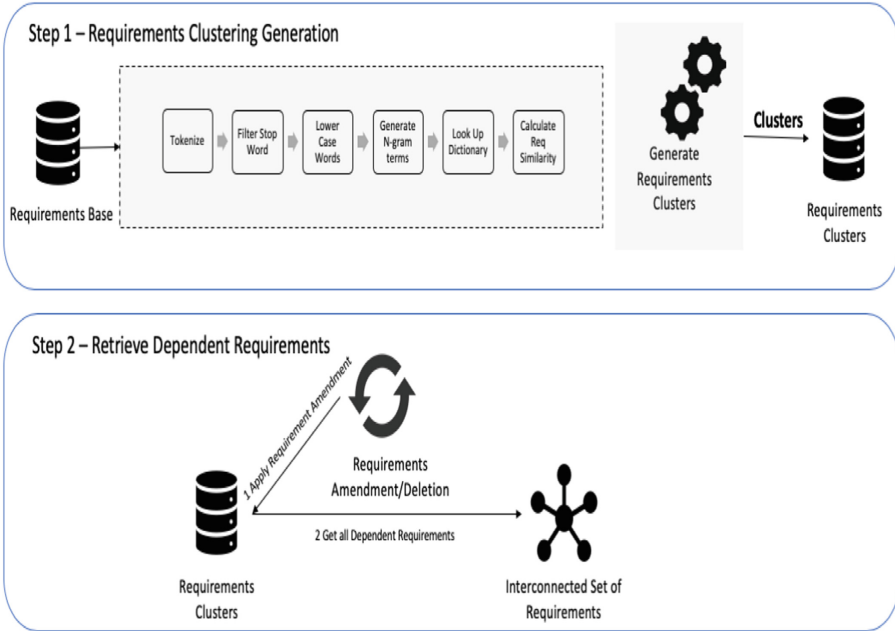 Step 1 – Requirements Clustering Generation
Requirements Base
Tokenize
Filter Stop
Word
Lower
Case
Words
Generate
N-gram
terms
Look Up
Dictionary
Calculate
Req
Similarity
Generate
Requirements
Clusters
Clusters
Requirements
Clusters
Step 2 – Retrieve Dependent Requirements
1 Apply Requirement Amendment
Requirements
Amendment/Deletion
2 Get all Dependent Requirements
Requirements
Clusters
Interconnected Set of
Requirements